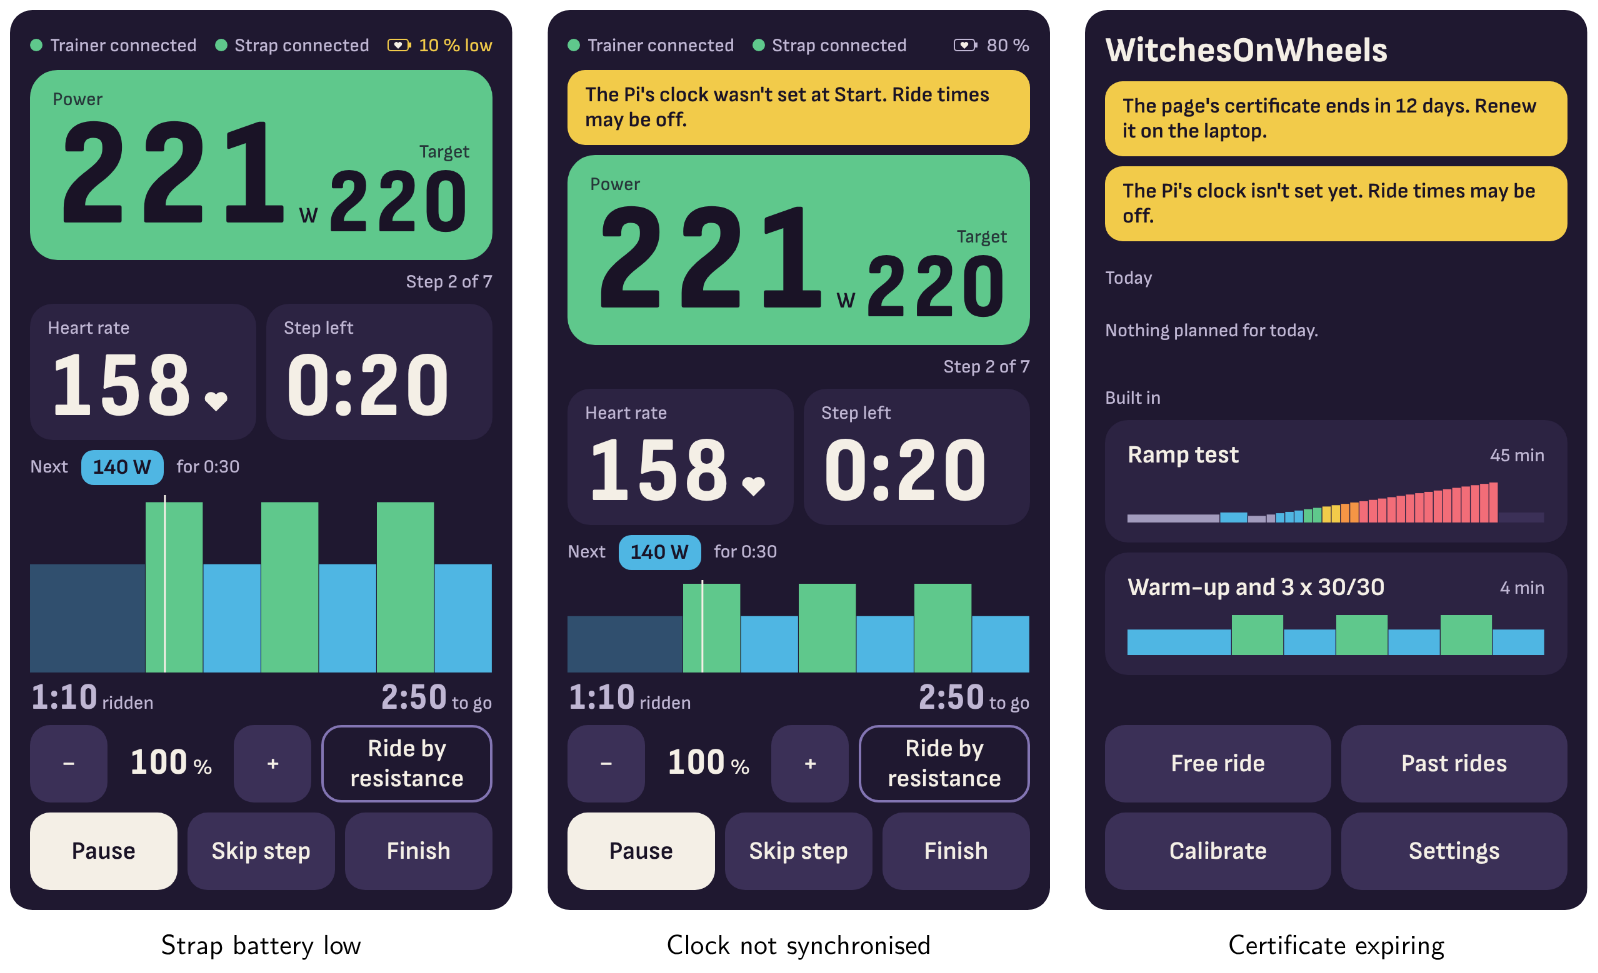 Trainer connected Strap connected 10 % low
Power
221 W
Target
220
Step 2 of 7
Heart rate
158
Step left
0:20
Next 140 W for 0:30
1:10 ridden 2:50 to go
− 100 % +
Ride by
resistance
Pause Skip step Finish
Strap battery low
Trainer connected Strap connected 80 %
The Pi's clock wasn't set at Start. Ride times
may be off.
Power
221 W
Target
220
Step 2 of 7
Heart rate
158
Step left
0:20
Next 140 W for 0:30
1:10 ridden 2:50 to go
− 100 % +
Ride by
resistance
Pause Skip step Finish
Clock not synchronised
WitchesOnWheels
The page's certificate ends in 12 days. Renew
it on the laptop.
The Pi's clock isn't set yet. Ride times may be
off.
Today
Nothing planned for today.
Built in
Ramp test 45 min
Warm-up and 3 x 30/30 4 min
Free ride Past rides
Calibrate Settings
Certificate expiring